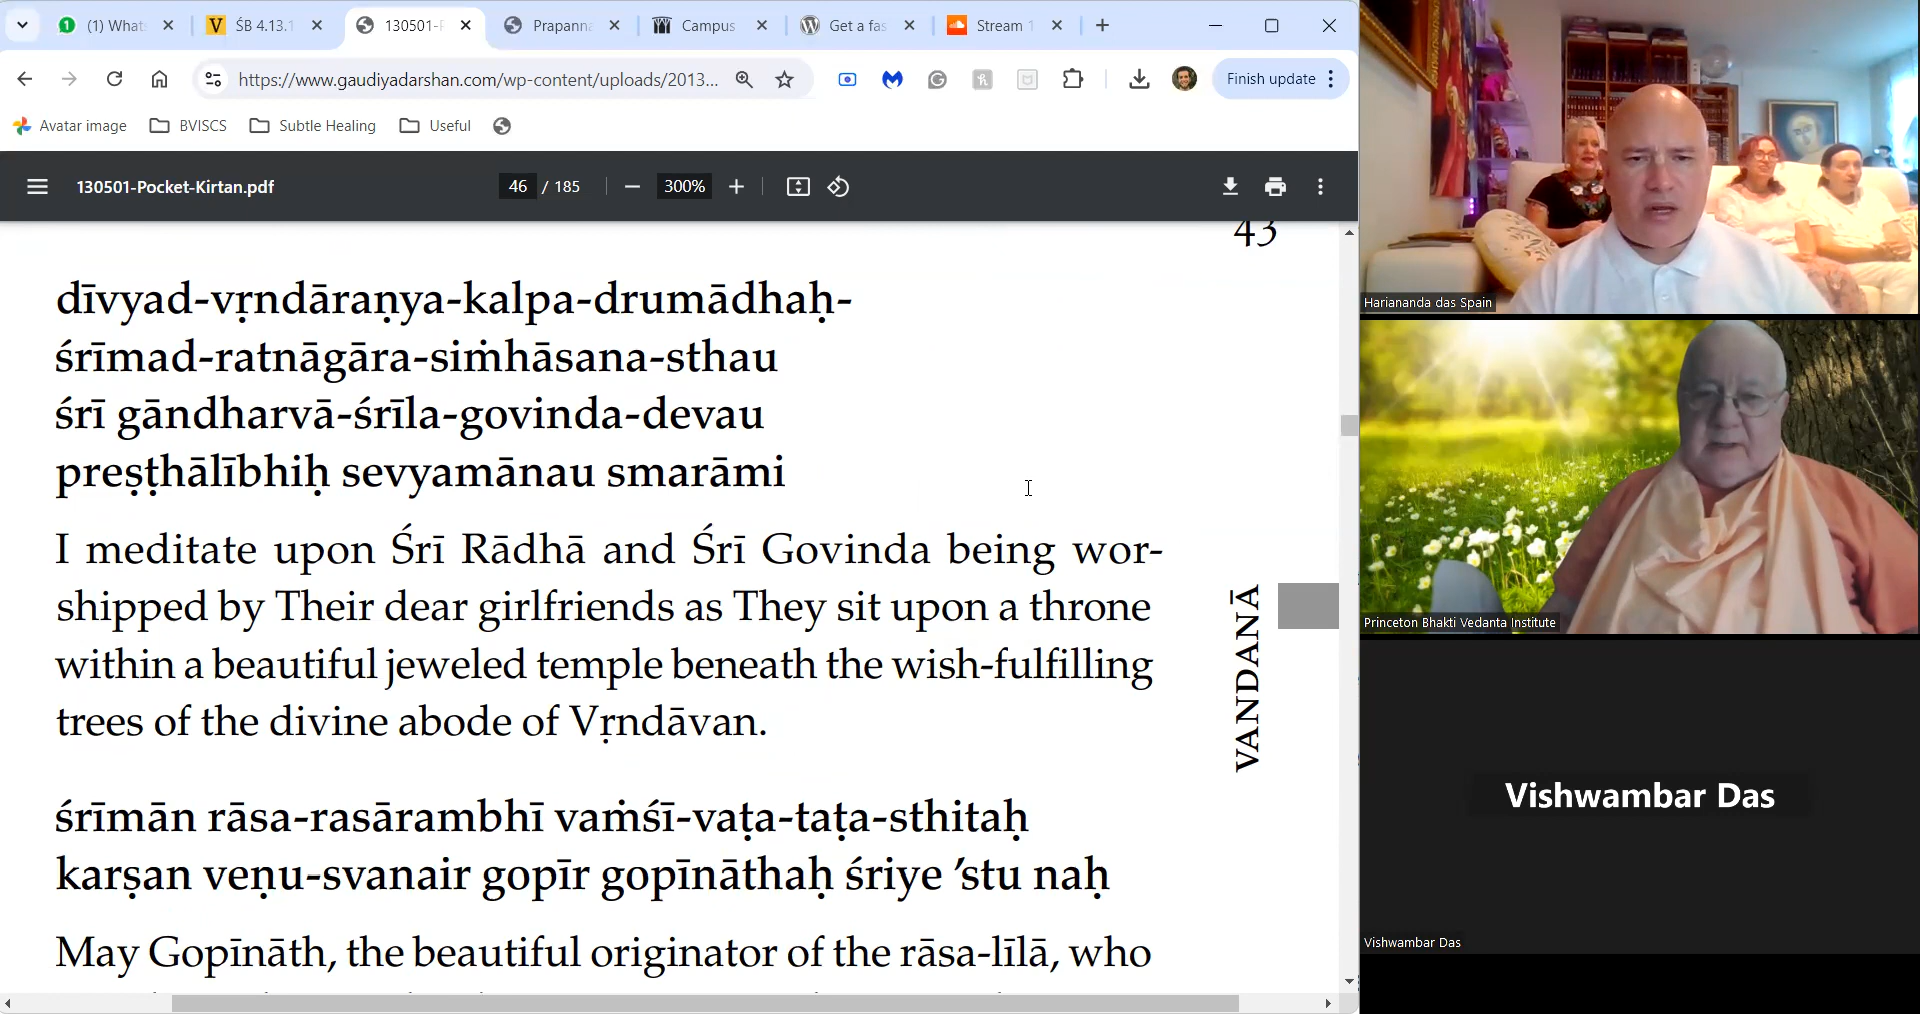 (1) Whats
ŚB 4.13.1
130501-P
Prapanna
Campus
Get a fas
Stream 1
https://www.gaudiyadarshan.com/wp-content/uploads/2013...
Finish update
Avatar image
BVISCS
Subtle Healing
Useful
130501-Pocket-Kirtan.pdf
46 / 185
300%
43
dīvyad-vṛndāraṇya-kalpa-drumādhaḥ-
śrīmad-ratnāgāra-siṁhāsana-sthau
śrī gāndharvā-śrīla-govinda-devau
preṣṭhālībhiḥ sevyamānau smarāmi
I meditate upon Śrī Rādhā and Śrī Govinda being wor-
shipped by Their dear girlfriends as They sit upon a throne
within a beautiful jeweled temple beneath the wish-fulfilling
trees of the divine abode of Vṛndāvan.
VANDANĀ
śrīmān rāsa-rasārambhī vaṁśī-vaṭa-taṭa-sthitaḥ
karṣan veṇu-svanair gopīr gopīnāthaḥ śriye ’stu naḥ
May Gopīnāth, the beautiful originator of the rāsa-līlā, who
Hariananda das Spain
Princeton Bhakti Vedanta Institute
Vishwambar Das
Vishwambar Das